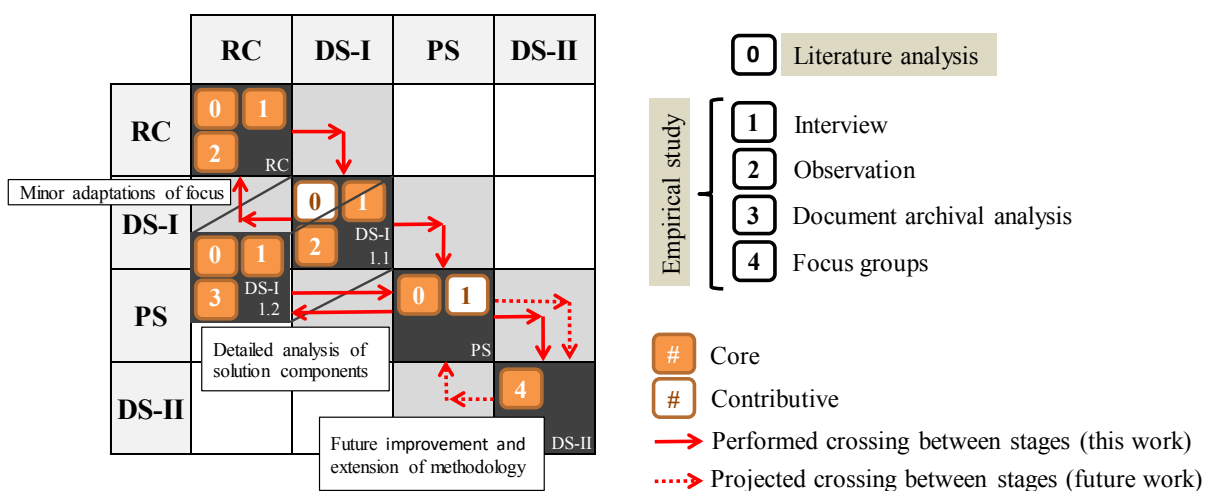 RC DS-I PS DS-II
RC
0 1
2
RC
Minor adaptations of focus
DS-I
0 1
2 DS-I
1.1
0 1
3 DS-I
1.2
PS
0 1
PS
Detailed analysis of
solution components
DS-II
4
DS-II
Future improvement and
extension of methodology
0 Literature analysis
Empirical study
1 Interview
2 Observation
3 Document archival analysis
4 Focus groups
# Core
# Contributive
Performed crossing between stages (this work)
Projected crossing between stages (future work)